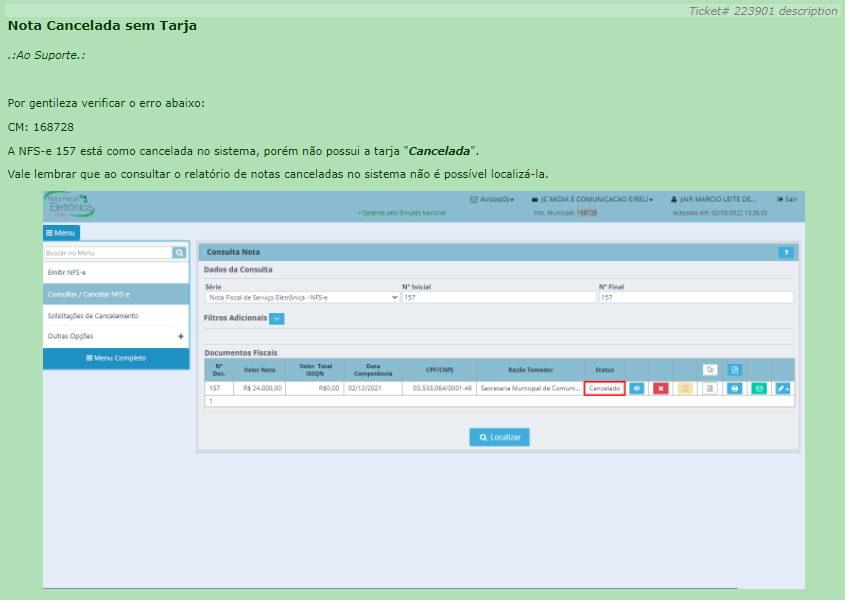 Ticket# 223901 description
Nota Cancelada sem Tarja
.:Ao Suporte.:
Por gentileza verificar o erro abaixo:
CM: 168728
A NFS-e 157 está como cancelada no sistema, porém não possui a tarja "Cancelada".
Vale lembrar que ao consultar o relatório de notas canceladas no sistema não é possível localizá-la.
Nota Fiscal
Eletrônica
Avisos(0)
JC MIDIA E COMUNICACAO EIRELI
JAIR MARCIO LEITE DE...
Sair
• Optante pelo Simples Nacional
Insc. Municipal: 168728
Acessado em: 02/05/2022 13:36:02
Menu
Buscar no Menu
Emitir NFS-e
Consultar / Cancelar NFS-e
Solicitações de Cancelamento
Outras Opções +
Menu Completo
Consulta Nota ?
Dados da Consulta
Série Nº Inicial Nº Final
Nota Fiscal de Serviço Eletrônica - NFS-e 157 157
Filtros Adicionais
Documentos Fiscais
Nº Doc. Valor Nota Valor Total ISSQN Data Competência CPF/CNPJ Razão Tomador Status
157 R$ 24.000,00 R$0,00 02/12/2021 03.533.064/0001-46 Secretaria Municipal de Comuni... Cancelado
1
Localizar